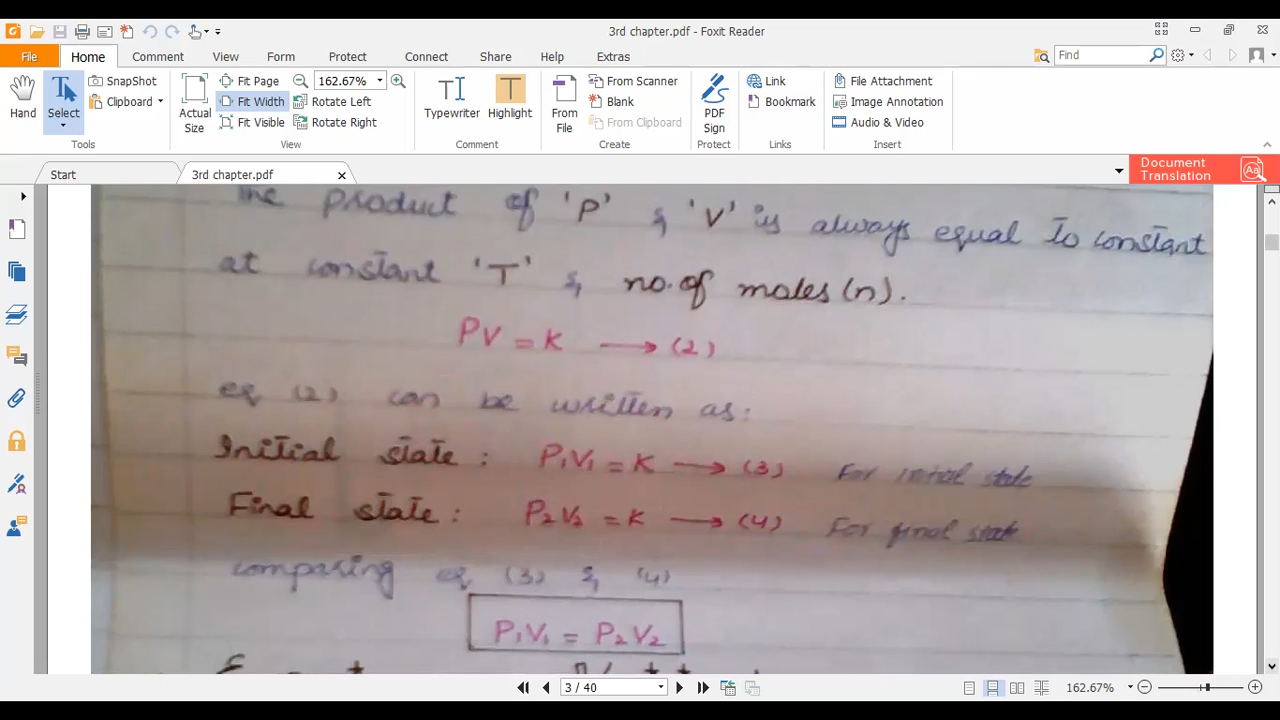 3rd chapter.pdf - Foxit Reader
File Home Comment View Form Protect Connect Share Help Extras Find
Hand
Select
SnapShot
Clipboard
Tools
Actual Size
Fit Page
Fit Width
Fit Visible
162.67%
Rotate Left
Rotate Right
View
Typewriter
Highlight
Comment
From File
From Scanner
Blank
From Clipboard
Create
PDF Sign
Protect
Link
Bookmark
Links
File Attachment
Image Annotation
Audio & Video
Insert
Start 3rd chapter.pdf
Document
Translation
The product of 'P' & 'V' is always equal to constant
at constant 'T' & no. of moles (n).
PV = K ⟶ (2)
eq (2) can be written as:
Initial state : P₁V₁ = K ⟶ (3) For initial state
Final state : P₂V₂ = K ⟶ (4) For final state
comparing eq (3) & (4)
P₁V₁ = P₂V₂
3 / 40 162.67%